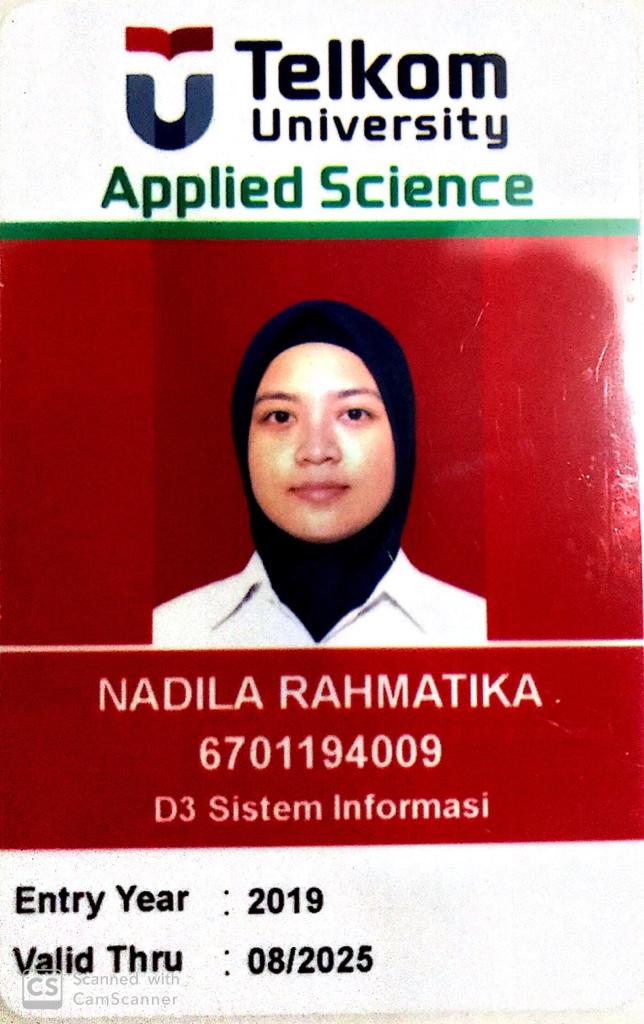 Telkom
University
Applied Science
NADILA RAHMATIKA
6701194009
D3 Sistem Informasi
Entry Year : 2019
Valid Thru : 08/2025
CS Scanned with
CamScanner